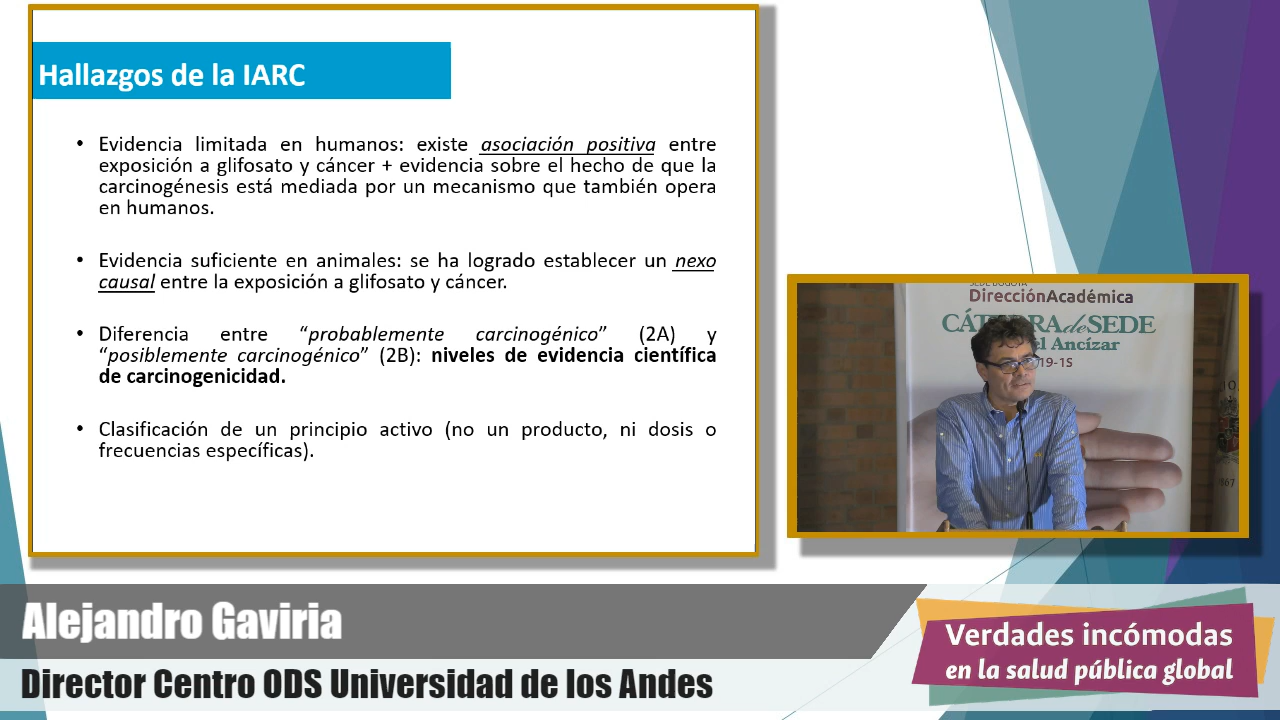 Hallazgos de la IARC
• Evidencia limitada en humanos: existe asociación positiva entre
exposición a glifosato y cáncer + evidencia sobre el hecho de que la
carcinogénesis está mediada por un mecanismo que también opera
en humanos.
• Evidencia suficiente en animales: se ha logrado establecer un nexo
causal entre la exposición a glifosato y cáncer.
• Diferencia entre “probablemente carcinogénico” (2A) y
“posiblemente carcinogénico” (2B): niveles de evidencia científica
de carcinogenicidad.
• Clasificación de un principio activo (no un producto, ni dosis o
frecuencias específicas).
SEDE BOGOTÁ
DirecciónAcadémica
deSEDE
Ancízar
19-1S
Alejandro Gaviria
Director Centro ODS Universidad de los Andes
Verdades incómodas
en la salud pública global